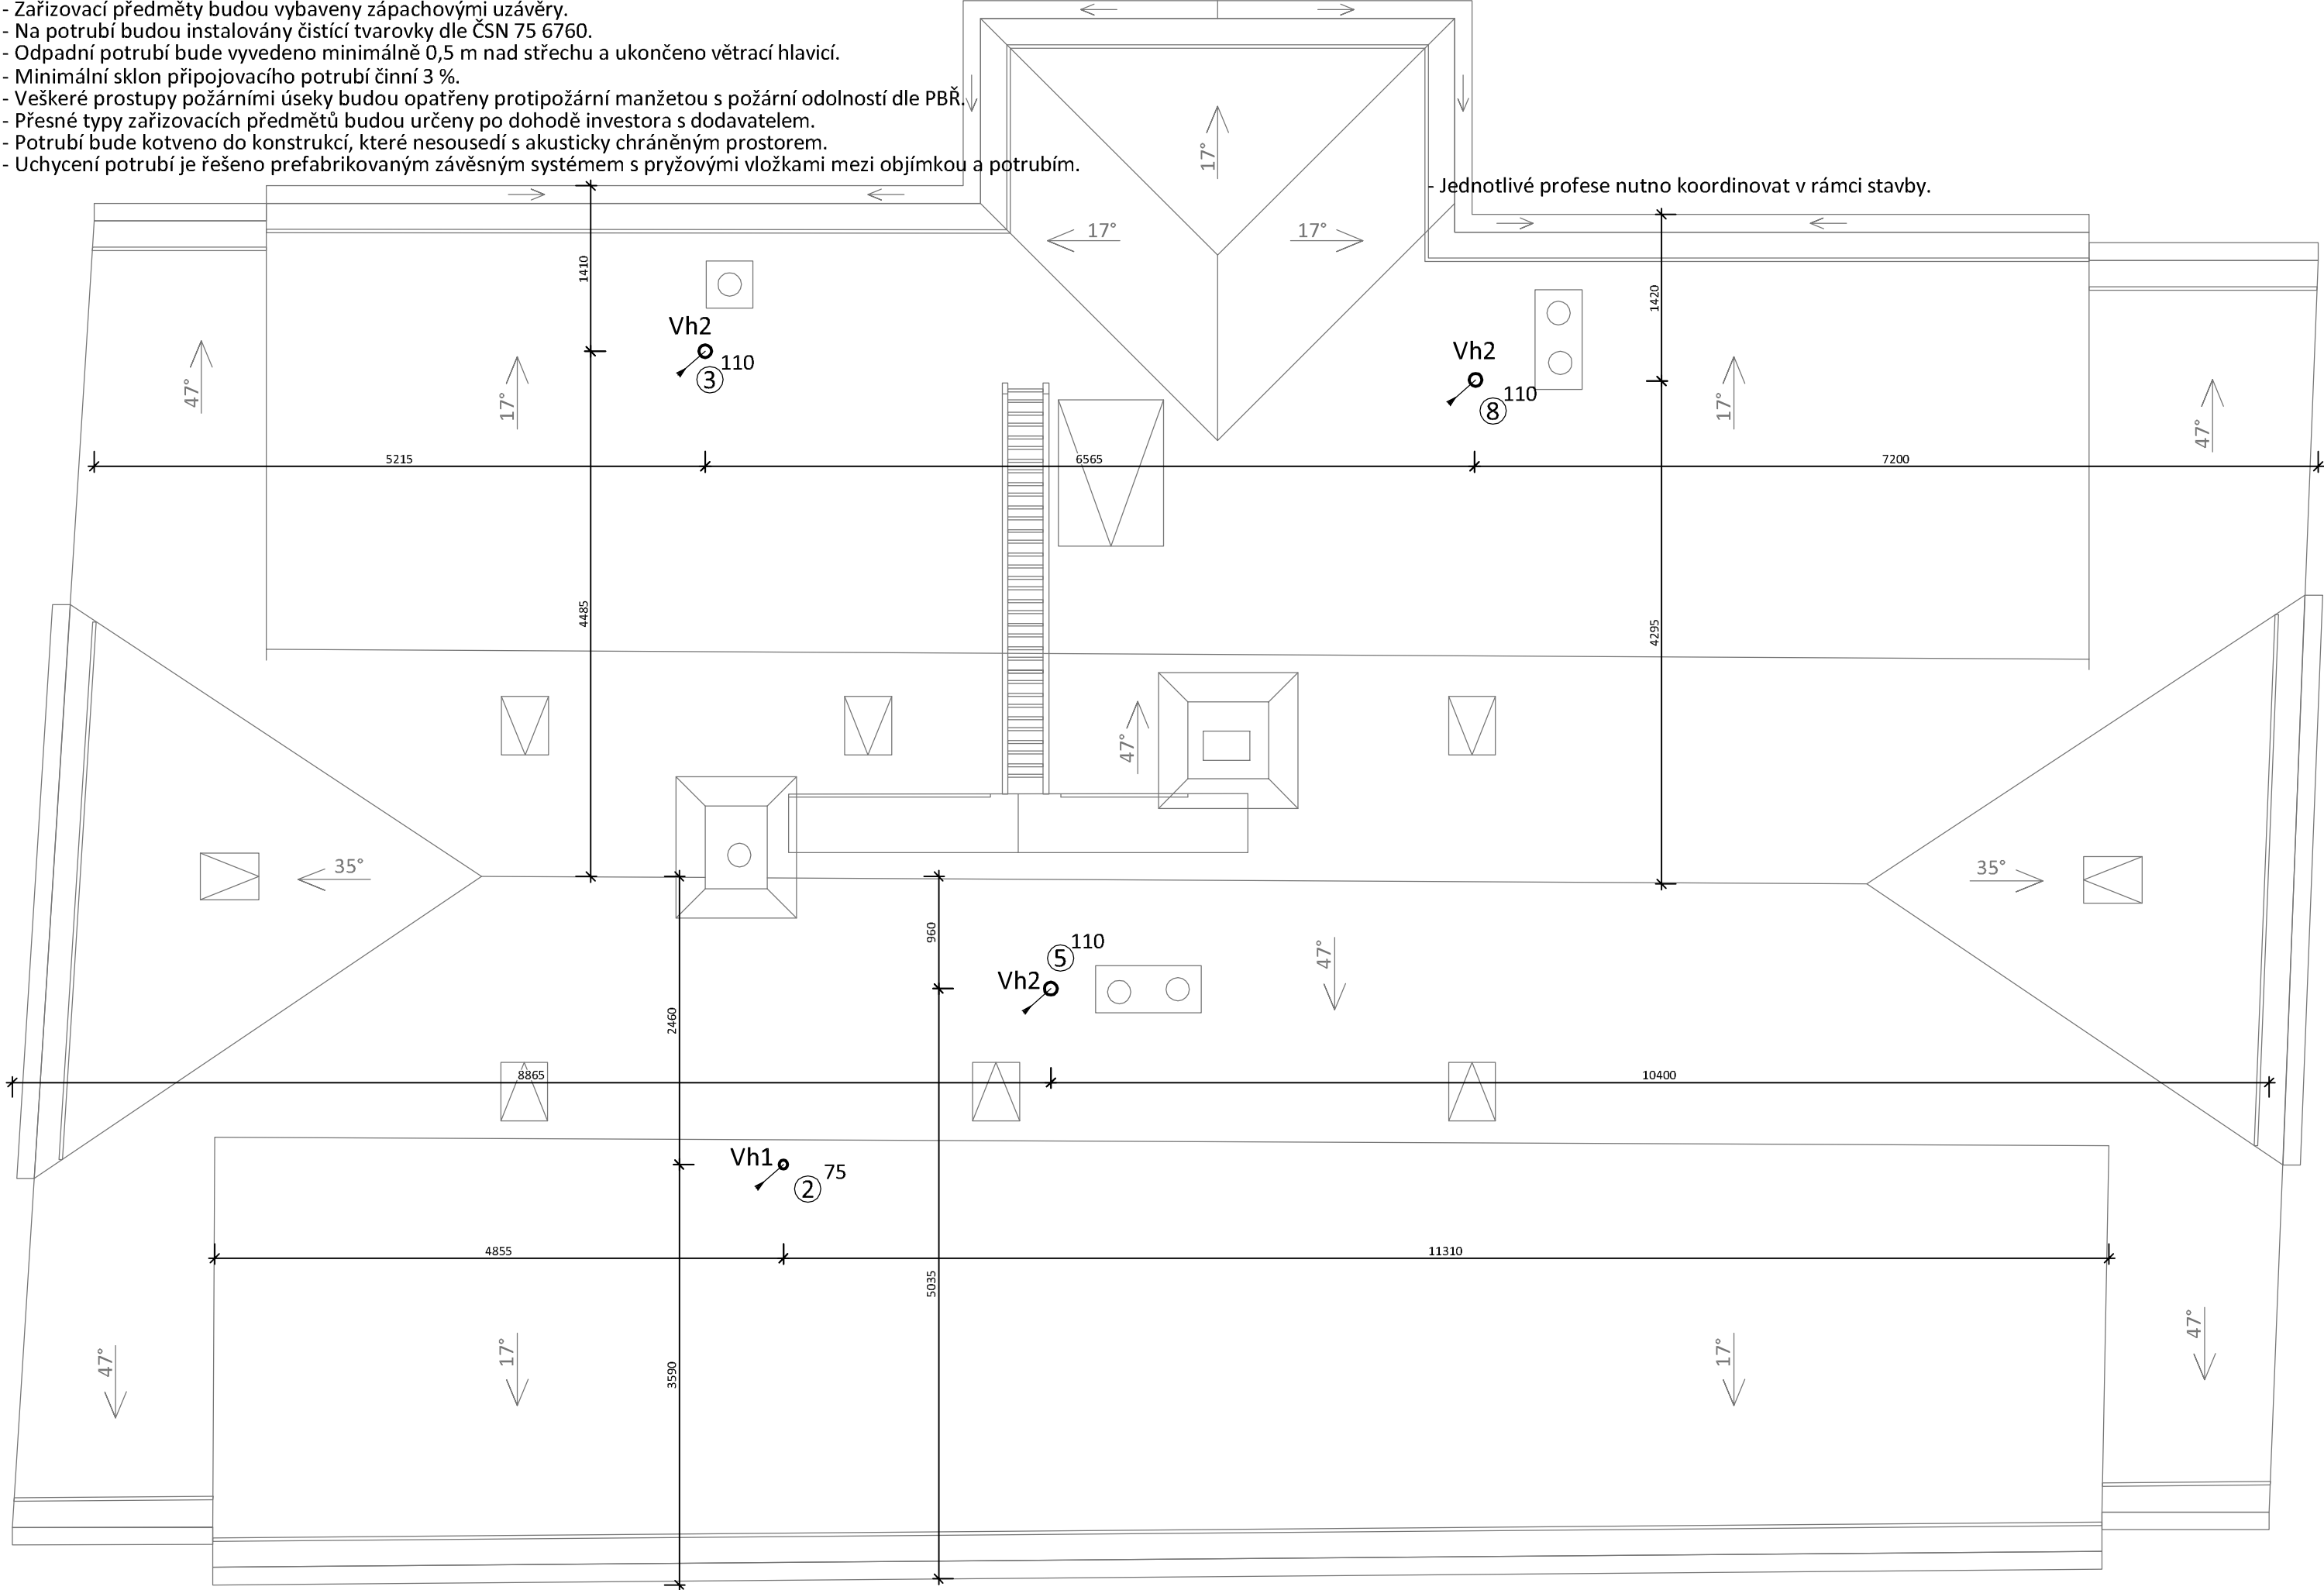 - Zařizovací předměty budou vybaveny zápachovými uzávěry.
- Na potrubí budou instalovány čistící tvarovky dle ČSN 75 6760.
- Odpadní potrubí bude vyvedeno minimálně 0,5 m nad střechu a ukončeno větrací hlavicí.
- Minimální sklon připojovacího potrubí činní 3 %.
- Veškeré prostupy požárními úseky budou opatřeny protipožární manžetou s požární odolností dle PBŘ.
- Přesné typy zařizovacích předmětů budou určeny po dohodě investora s dodavatelem.
- Potrubí bude kotveno do konstrukcí, které nesousedí s akusticky chráněným prostorem.
- Uchycení potrubí je řešeno prefabrikovaným závěsným systémem s pryžovými vložkami mezi objímkou a potrubím.
- Jednotlivé profese nutno koordinovat v rámci stavby.
17°
17°
17°
1410
1420
Vh2
110
3
Vh2
110
8
47°
17°
17°
47°
5215
6565
7200
4485
4295
47°
35°
35°
960
5
110
Vh2
47°
2460
8865
10400
Vh1
75
2
4855
11310
5035
47°
17°
3590
17°
47°